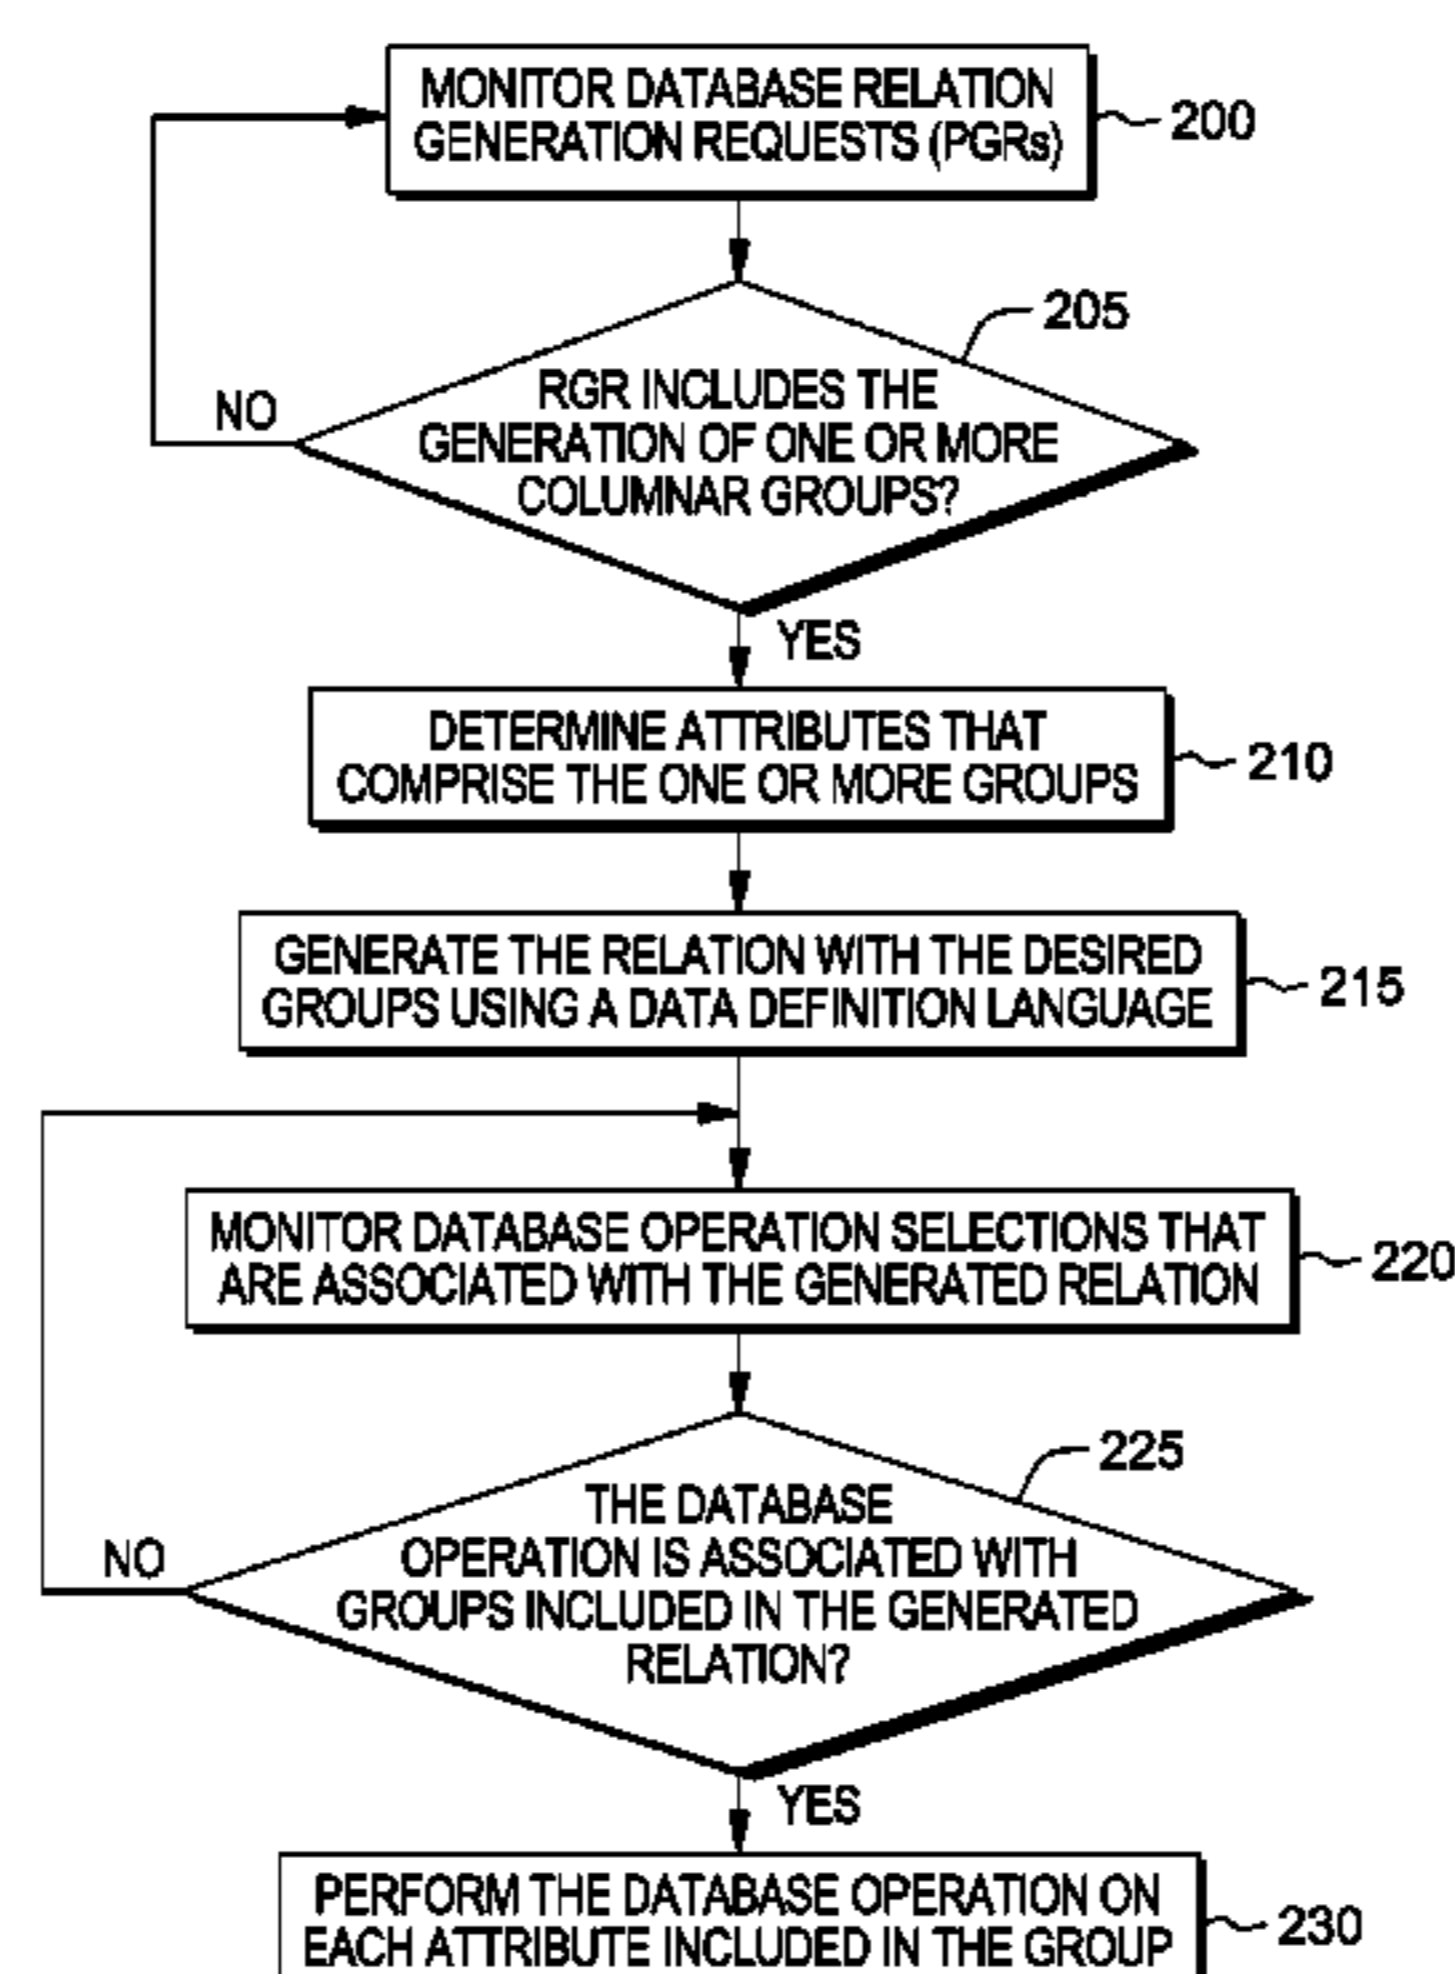 MONITOR DATABASE RELATION
GENERATION REQUESTS (PGRs)
200
205
RGR INCLUDES THE
GENERATION OF ONE OR MORE
COLUMNAR GROUPS?
NO
YES
DETERMINE ATTRIBUTES THAT
COMPRISE THE ONE OR MORE GROUPS
210
GENERATE THE RELATION WITH THE DESIRED
GROUPS USING A DATA DEFINITION LANGUAGE
215
MONITOR DATABASE OPERATION SELECTIONS THAT
ARE ASSOCIATED WITH THE GENERATED RELATION
220
225
THE DATABASE
OPERATION IS ASSOCIATED WITH
GROUPS INCLUDED IN THE GENERATED
RELATION?
NO
YES
PERFORM THE DATABASE OPERATION ON
EACH ATTRIBUTE INCLUDED IN THE GROUP
230